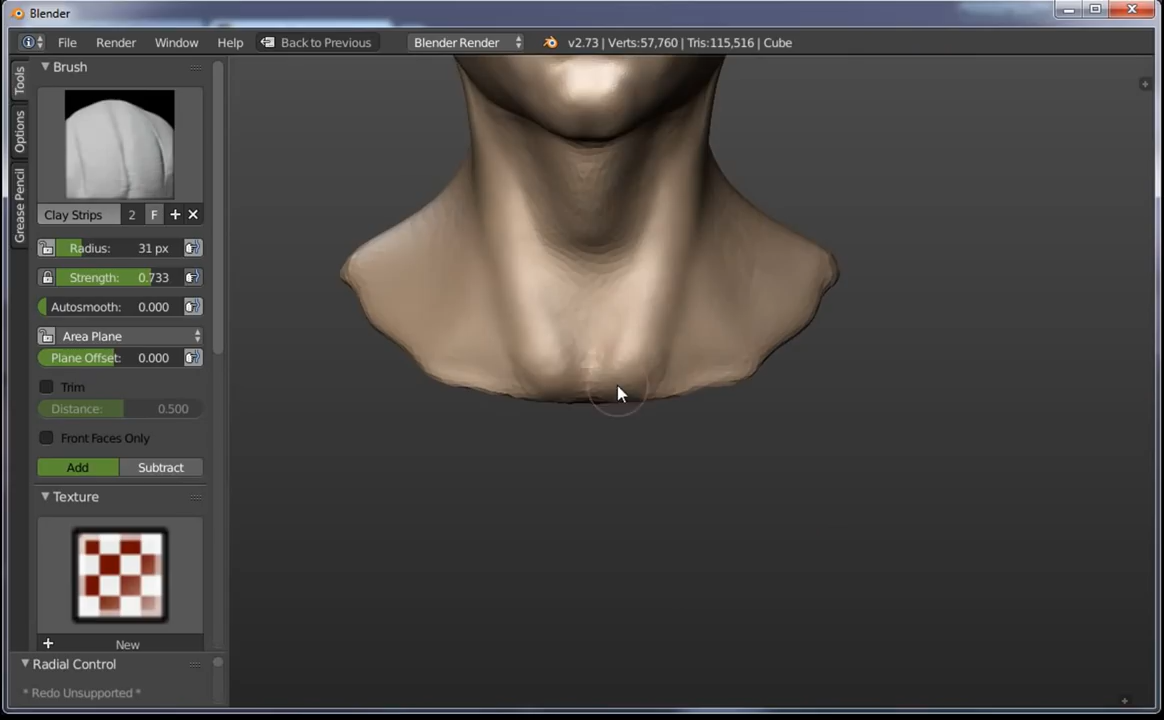 Blender
File Render Window Help Back to Previous Blender Render v2.73 | Verts:57,760 | Tris:115,516 | Cube
Tools
Options
Grease Pencil
Brush
Clay Strips 2 F
Radius: 31 px
Strength: 0.733
Autosmooth: 0.000
Area Plane
Plane Offset: 0.000
Trim
Distance: 0.500
Front Faces Only
Add Subtract
Texture
New
Radial Control
* Redo Unsupported *